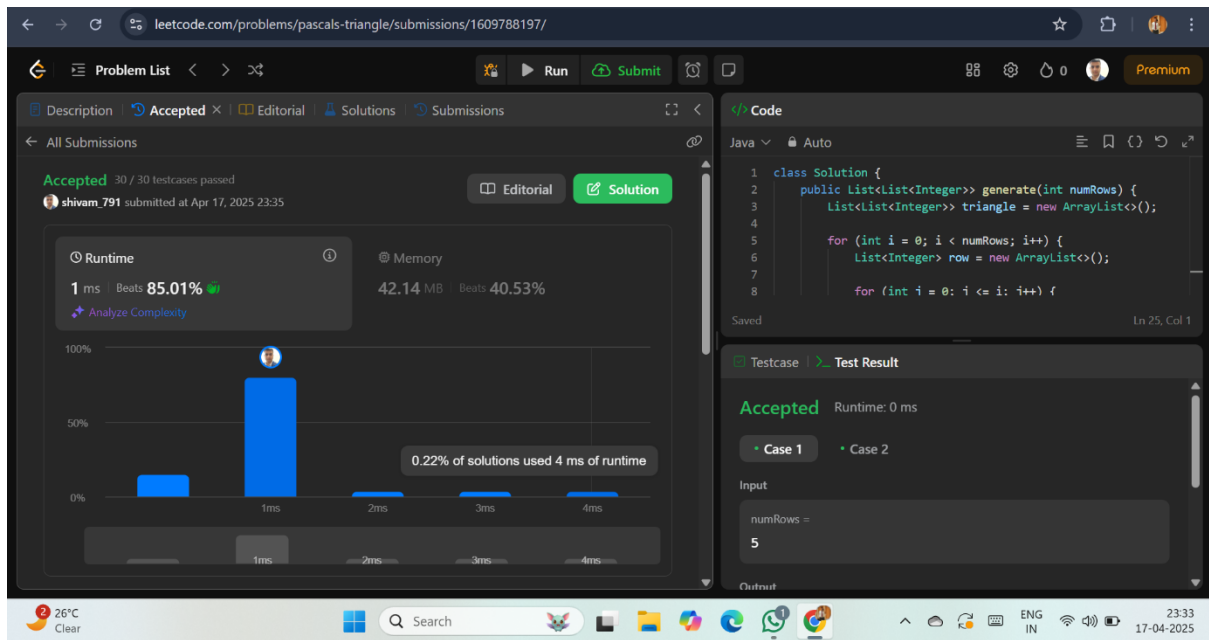 leetcode.com/problems/pascals-triangle/submissions/1609788197/
Problem List
Run
Submit
0
Premium
Description
Accepted
Editorial
Solutions
Submissions
All Submissions
Accepted 30 / 30 testcases passed
shivam_791 submitted at Apr 17, 2025 23:35
Editorial
Solution
Runtime
1 ms Beats 85.01%
Analyze Complexity
Memory
42.14 MB Beats 40.53%
100%
50%
0%
0.22% of solutions used 4 ms of runtime
1ms 2ms 3ms 4ms
1ms 2ms 3ms 4ms
</> Code
Java Auto
1 class Solution {
2 public List<List<Integer>> generate(int numRows) {
3 List<List<Integer>> triangle = new ArrayList<>();
4
5 for (int i = 0; i < numRows; i++) {
6 List<Integer> row = new ArrayList<>();
7
8 for (int j = 0; j <= i; j++) {
Saved
Ln 25, Col 1
Testcase
>_ Test Result
Accepted Runtime: 0 ms
• Case 1 • Case 2
Input
numRows =
5
Output
2
26°C
Clear
Search
1
ENG
IN
23:33
17-04-2025